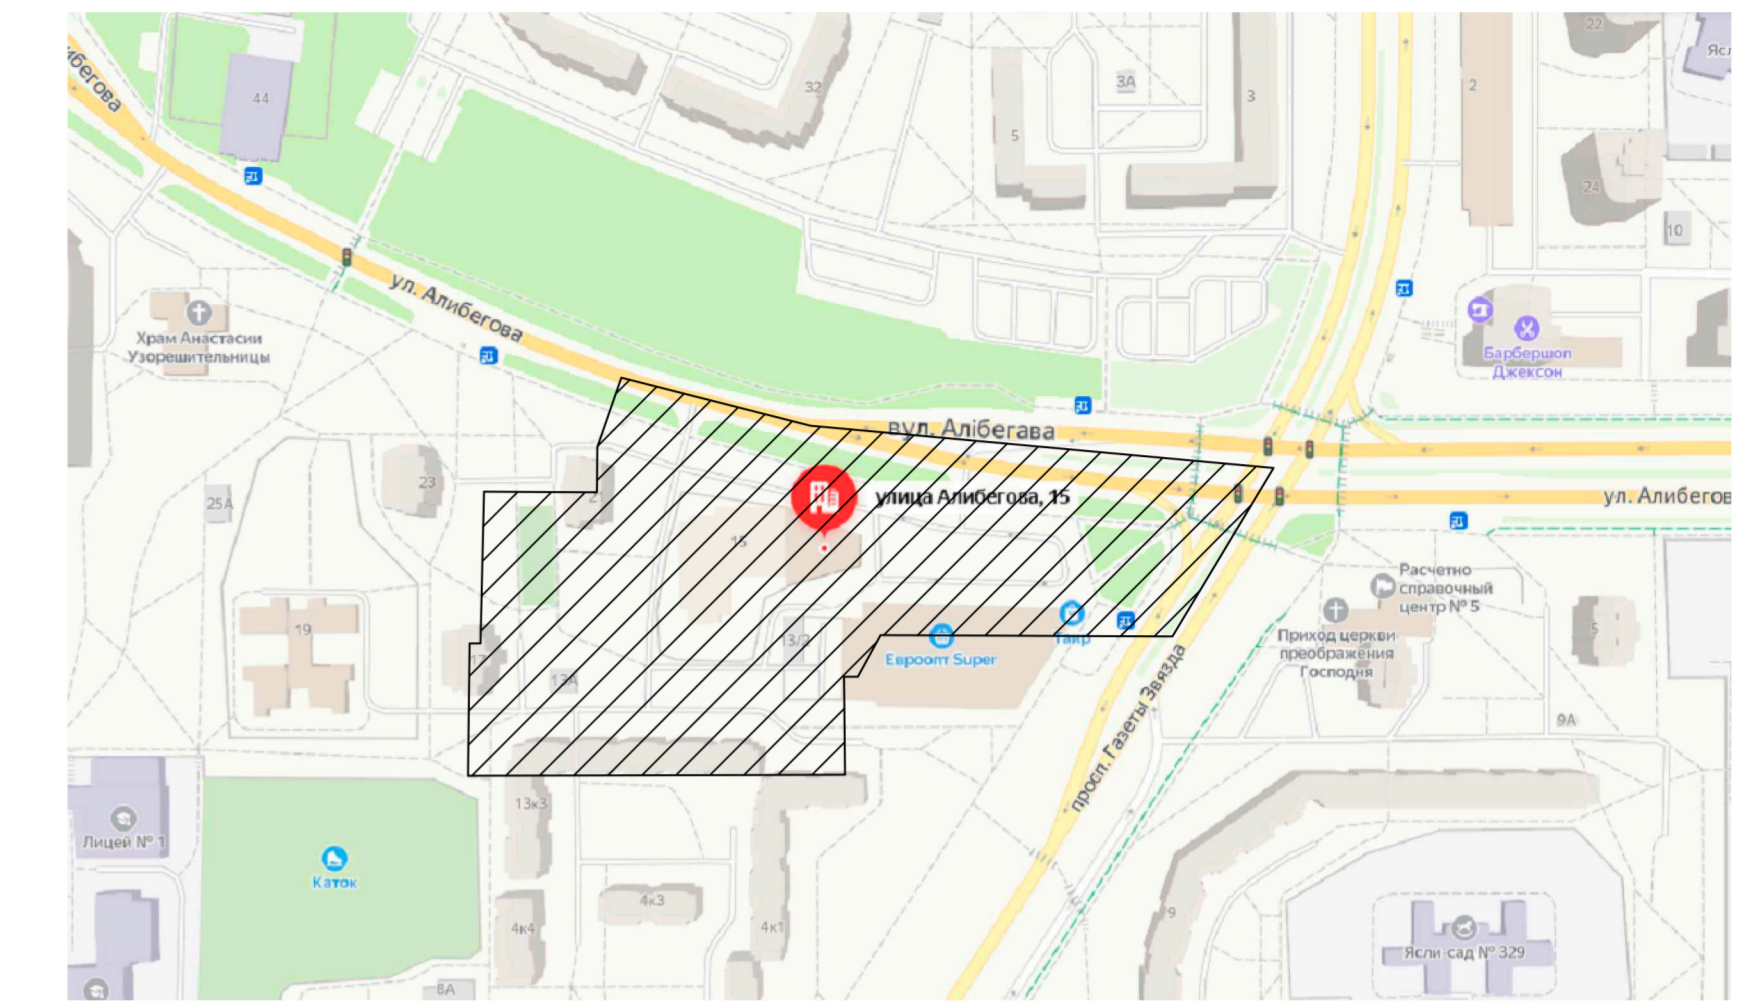 22
Ясл
ибегова
44
32
3А
3
2
5
24
10
ул. Алибегова
Храм Анастасии
Узорешительницы
Барбершоп
Джексон
вул. Алібегава
23
25А
2
улица Алибегова, 15
ул. Алибегов
15
Расчетно
справочный
центр № 5
19
13/2
Таир
5
Приход церкви
преображения
Господня
Евроопт Super
17
13А
просп. Газеты Звязда
9А
13к3
Лицей № 1
Каток
4к3
4к4
4к1
9
Ясли сад № 329
8А